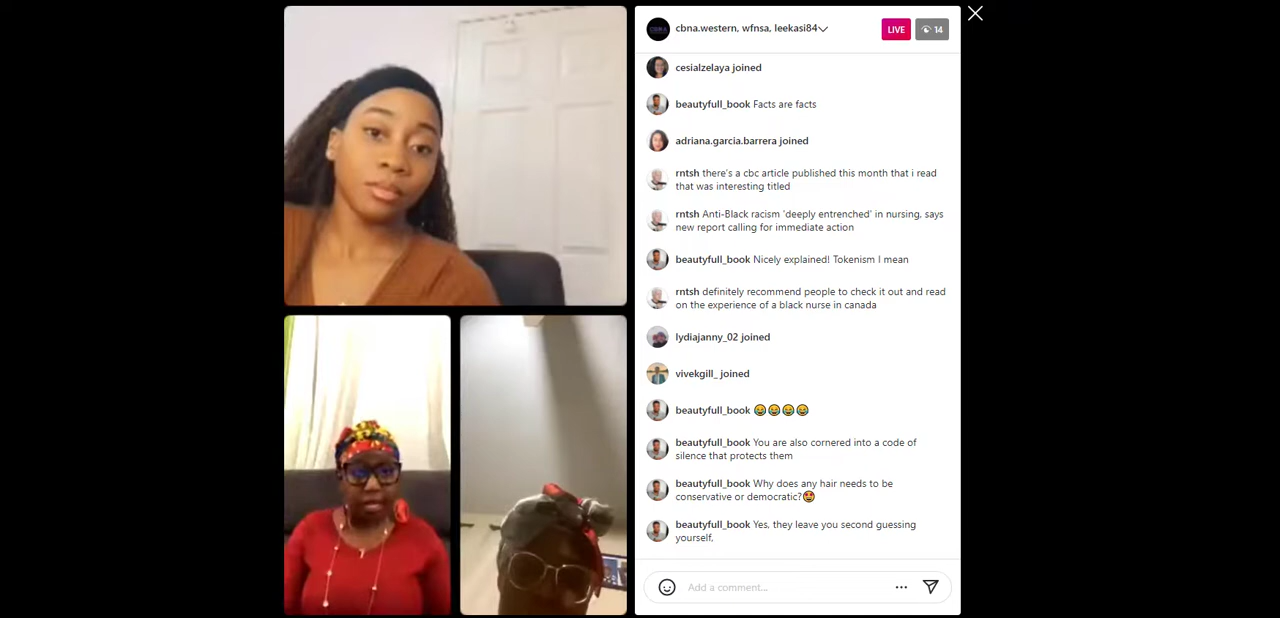 cbna.western, wfnsa, leekasi84
LIVE
14
cesialzelaya joined
beautyfull_book Facts are facts
adriana.garcia.barrera joined
rntsh there's a cbc article published this month that i read
that was interesting titled
rntsh Anti-Black racism 'deeply entrenched' in nursing, says
new report calling for immediate action
beautyfull_book Nicely explained! Tokenism I mean
rntsh definitely recommend people to check it out and read
on the experience of a black nurse in canada
lydiajanny_02 joined
vivekgill_ joined
beautyfull_book 😂😂😂😂
beautyfull_book You are also cornered into a code of
silence that protects them
beautyfull_book Why does any hair needs to be
conservative or democratic?🤩
beautyfull_book Yes, they leave you second guessing
yourself,
Add a comment...